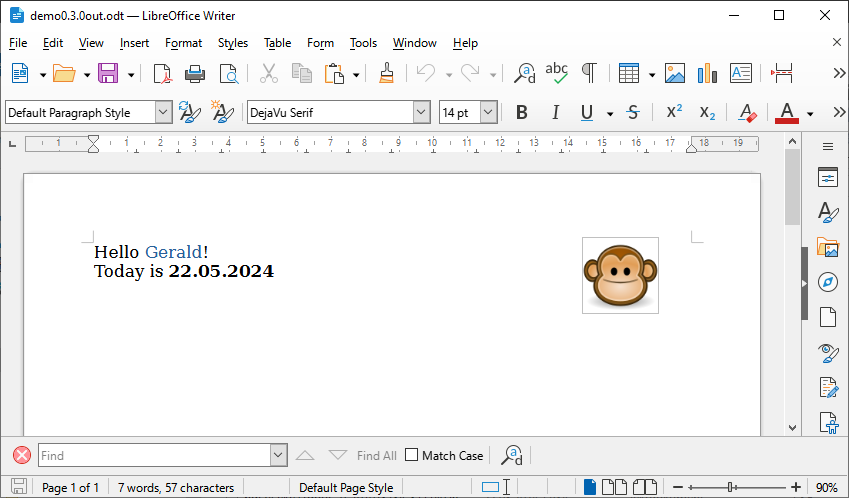 demo0.3.0out.odt — LibreOffice Writer
File Edit View Insert Format Styles Table Form Tools Window Help
Default Paragraph Style DejaVu Serif 14 pt
1 1 2 3 4 5 6 7 8 9 10 11 12 13 14 15 16 17 18 19
Hello Gerald!
Today is 22.05.2024
Find Find All Match Case
Page 1 of 1 7 words, 57 characters Default Page Style 90%